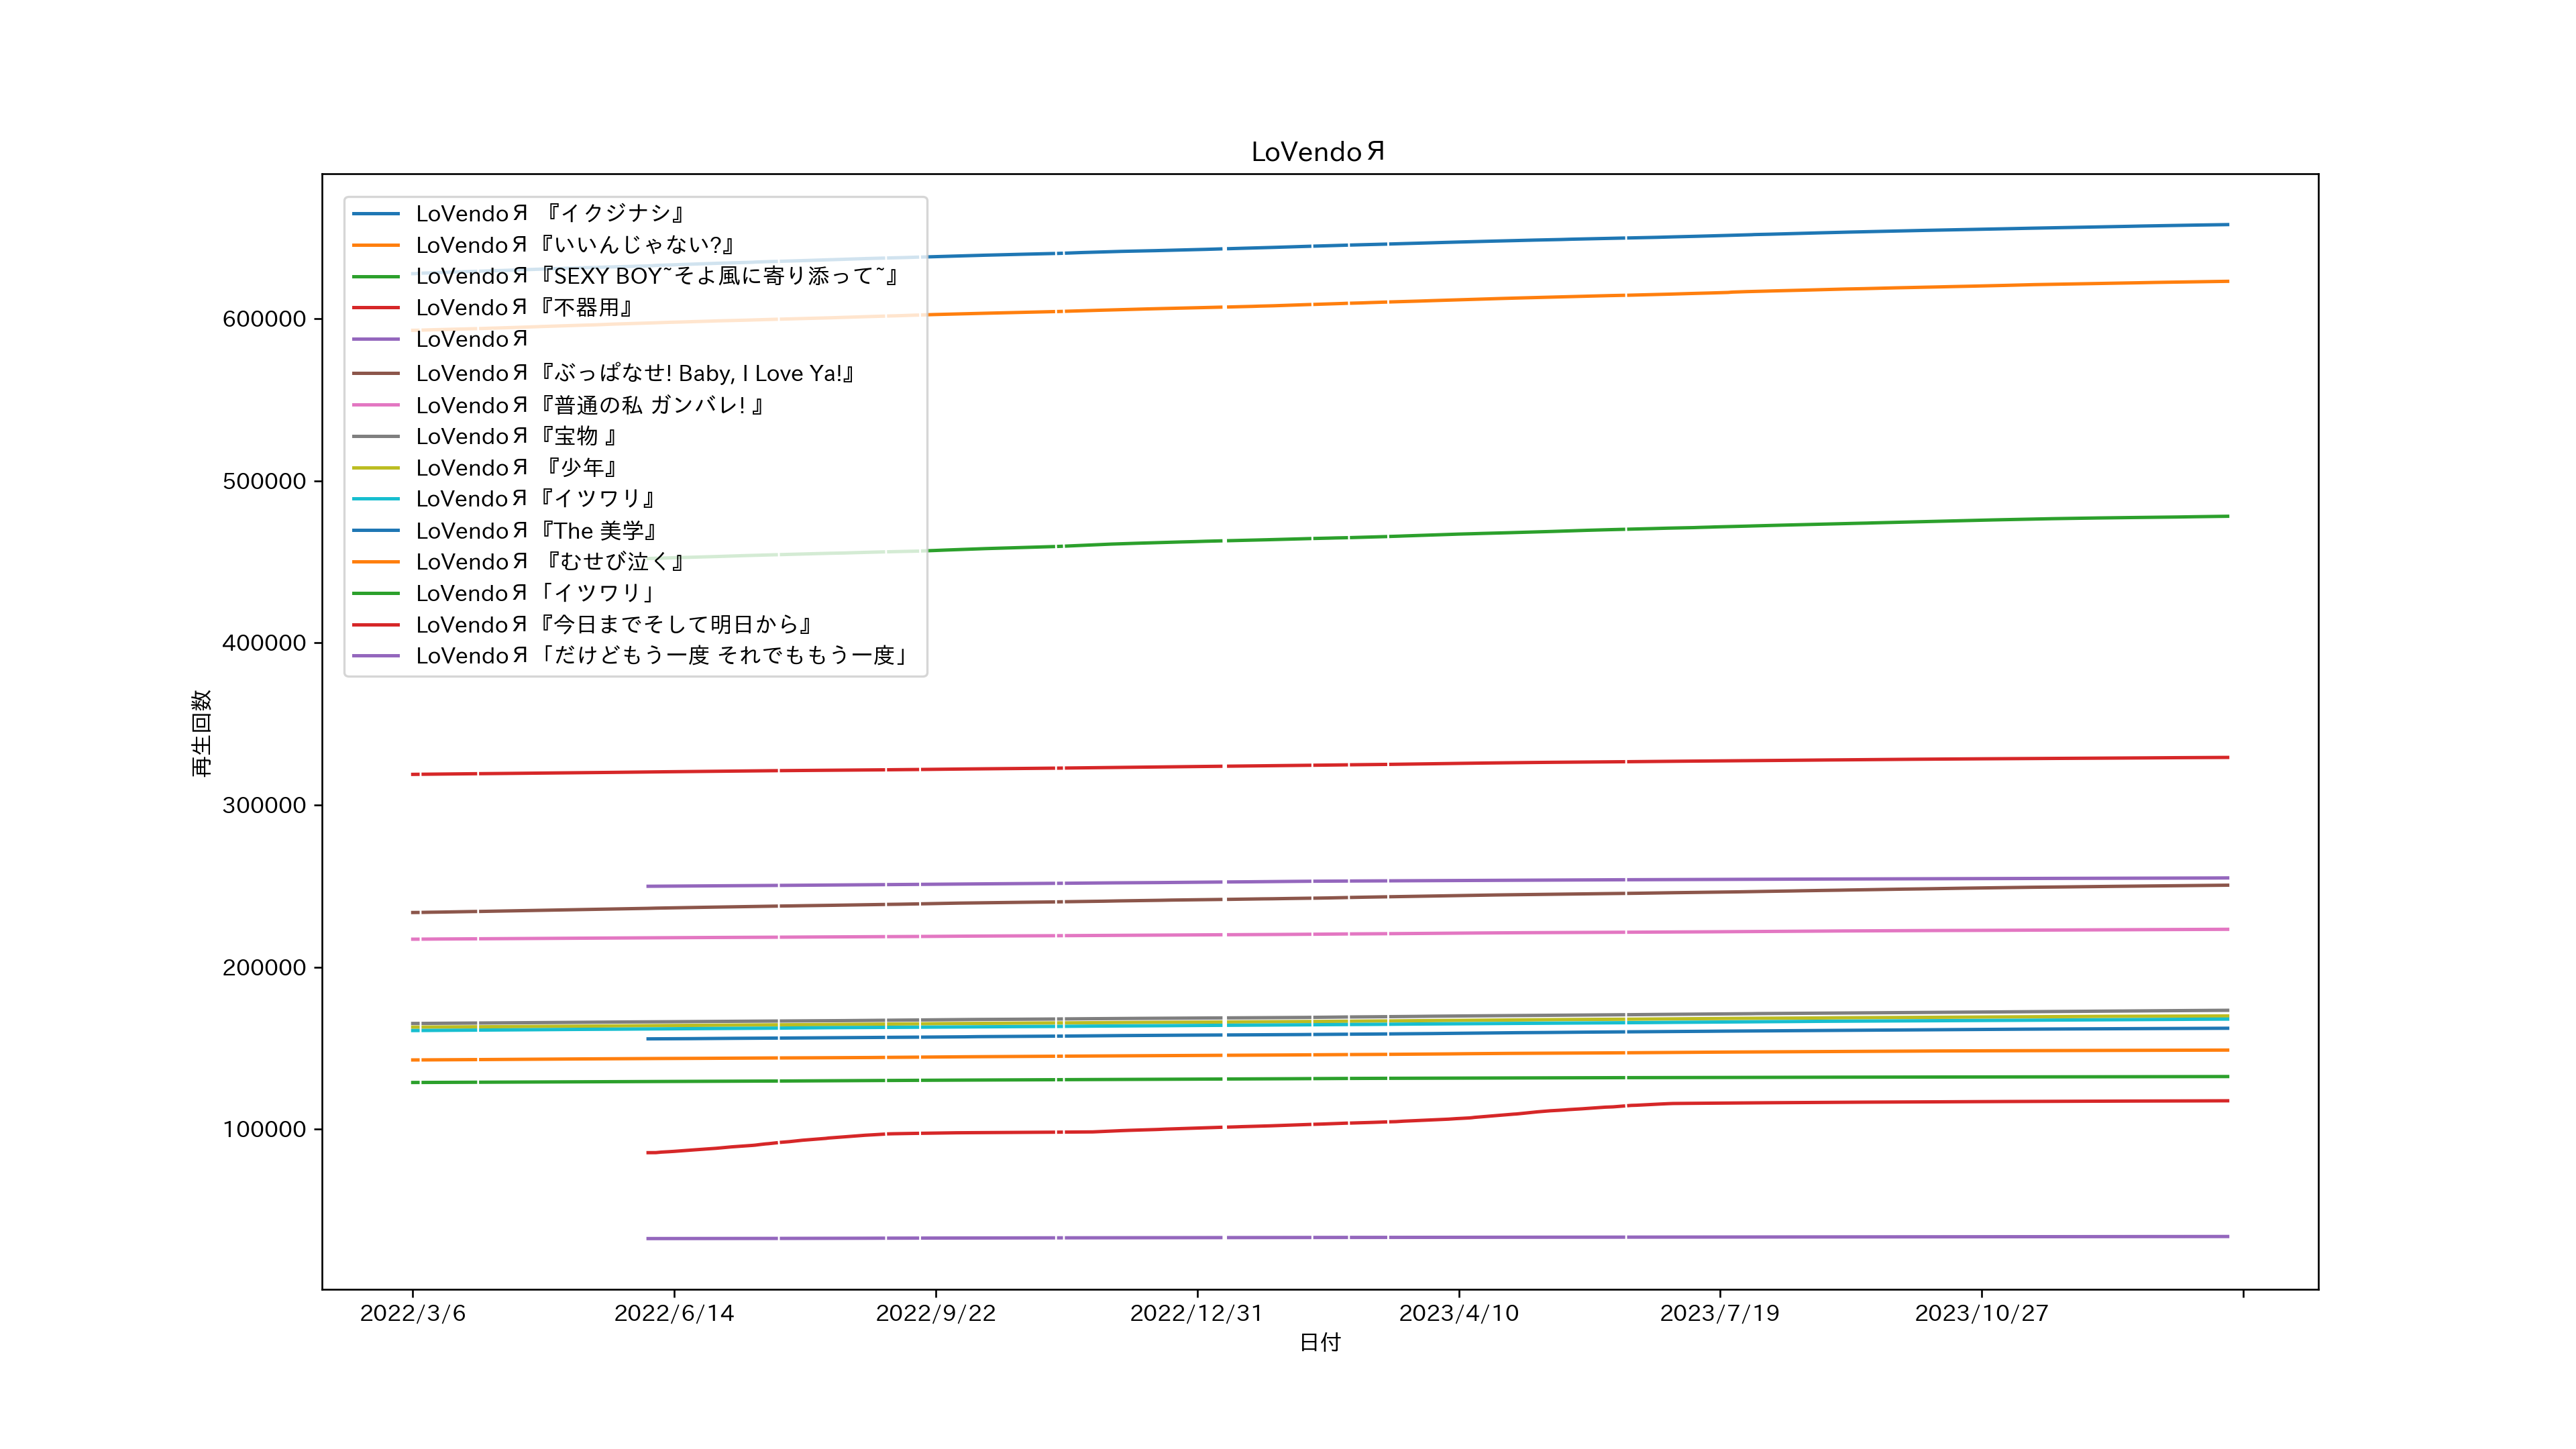 LoVendoЯ
LoVendoЯ 『イクジナシ』
LoVendoЯ『いいんじゃない?』
LoVendoЯ『SEXY BOY~そよ風に寄り添って~』
LoVendoЯ『不器用』
LoVendoЯ
LoVendoЯ『ぶっぱなせ! Baby, I Love Ya!』
LoVendoЯ『普通の私 ガンバレ! 』
LoVendoЯ『宝物 』
LoVendoЯ 『少年』
LoVendoЯ『イツワリ』
LoVendoЯ『The 美学』
LoVendoЯ 『むせび泣く』
LoVendoЯ「イツワリ」
LoVendoЯ『今日までそして明日から』
LoVendoЯ「だけどもう一度 それでももう一度」
600000
500000
400000
300000
200000
100000
再生回数
2022/3/6 2022/6/14 2022/9/22 2022/12/31 2023/4/10 2023/7/19 2023/10/27
日付